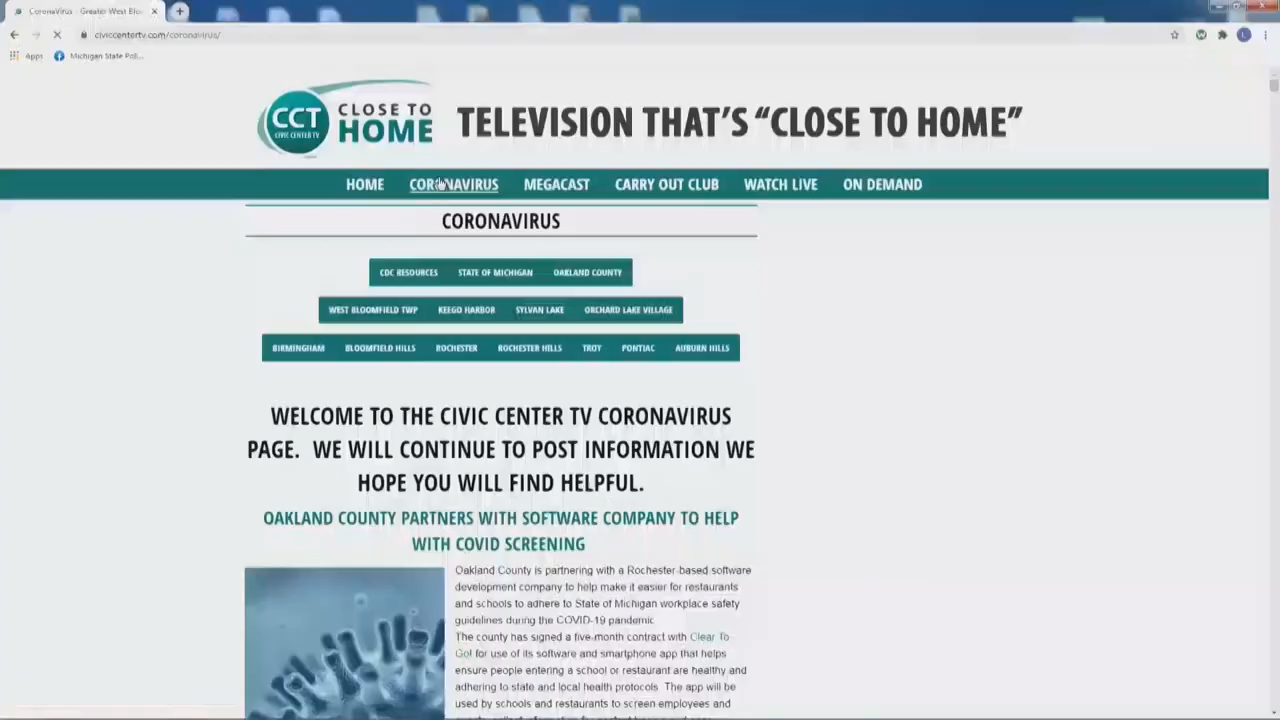 CoronaVirus - Greater West Bloo
civiccentertv.com/coronavirus/
Apps Michigan State Poli...
CCT
CIVIC CENTER TV
CLOSE TO
HOME
TELEVISION THAT'S "CLOSE TO HOME"
HOME CORONAVIRUS MEGACAST CARRY OUT CLUB WATCH LIVE ON DEMAND
CORONAVIRUS
CDC RESOURCES STATE OF MICHIGAN OAKLAND COUNTY
WEST BLOOMFIELD TWP KEEGO HARBOR SYLVAN LAKE ORCHARD LAKE VILLAGE
BIRMINGHAM BLOOMFIELD HILLS ROCHESTER ROCHESTER HILLS TROY PONTIAC AUBURN HILLS
WELCOME TO THE CIVIC CENTER TV CORONAVIRUS
PAGE. WE WILL CONTINUE TO POST INFORMATION WE
HOPE YOU WILL FIND HELPFUL.
OAKLAND COUNTY PARTNERS WITH SOFTWARE COMPANY TO HELP
WITH COVID SCREENING
Oakland County is partnering with a Rochester-based software
development company to help make it easier for restaurants
and schools to adhere to State of Michigan workplace safety
guidelines during the COVID-19 pandemic
The county has signed a five-month contract with Clear To
Go! for use of its software and smartphone app that helps
ensure people entering a school or restaurant are healthy and
adhering to state and local health protocols. The app will be
used by schools and restaurants to screen employees and